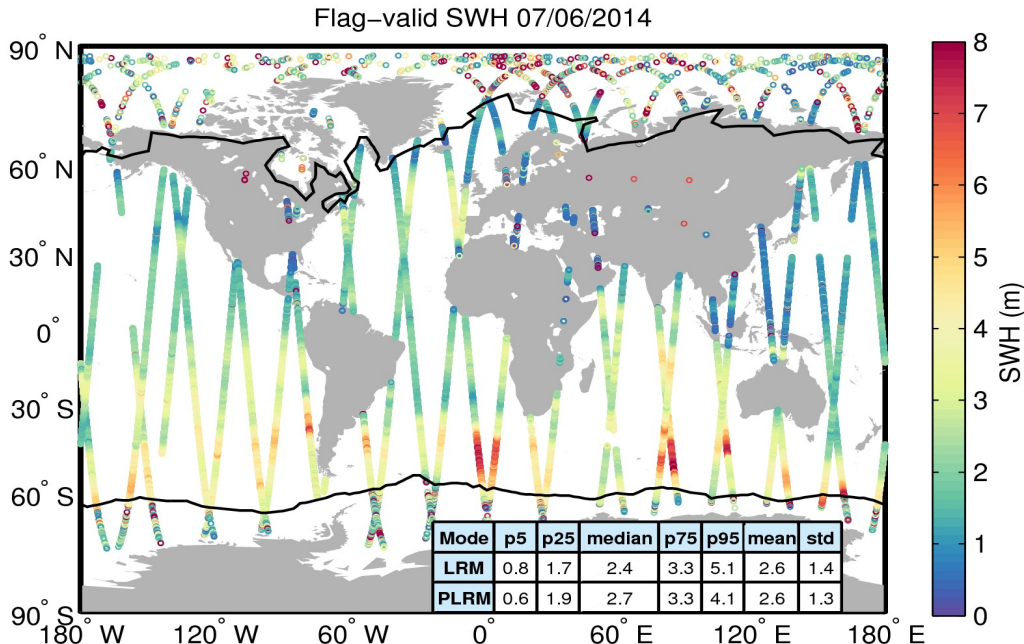 Flag−valid SWH 07/06/2014
90° N
60° N
30° N
0°
30° S
60° S
90° S
180° W 120° W 60° W 0° 60° E 120° E 180° E
8
7
6
5
4
3
2
1
0
SWH (m)
Mode p5 p25 median p75 p95 mean std
LRM 0.8 1.7 2.4 3.3 5.1 2.6 1.4
PLRM 0.6 1.9 2.7 3.3 4.1 2.6 1.3